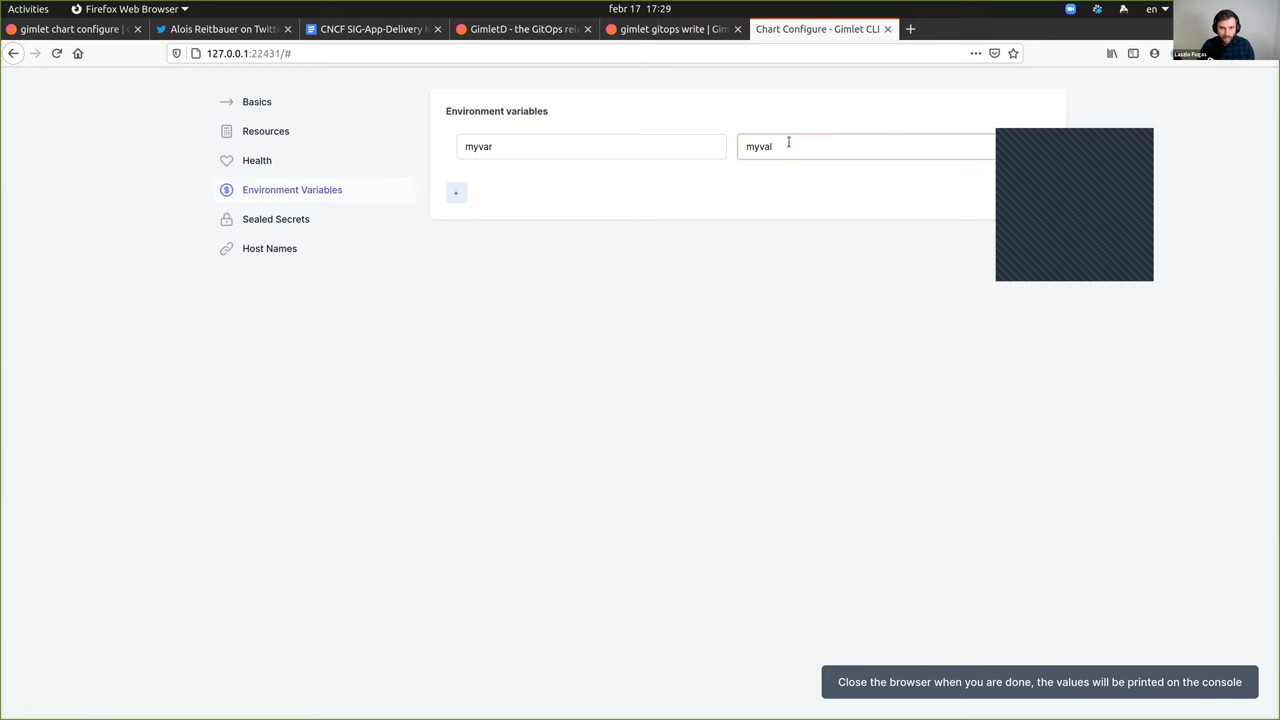 Activities
Firefox Web Browser
febr 17 17:29
en
gimlet chart configure |
Alois Reitbauer on Twitt
CNCF SIG-App-Delivery
GimletD - the GitOps rel
gimlet gitops write | Gim
Chart Configure - Gimlet CLI
127.0.0.1:22431/#
Laszlo Fogas
Basics
Resources
Health
Environment Variables
Sealed Secrets
Host Names
Environment variables
myvar
myval
+
Close the browser when you are done, the values will be printed on the console